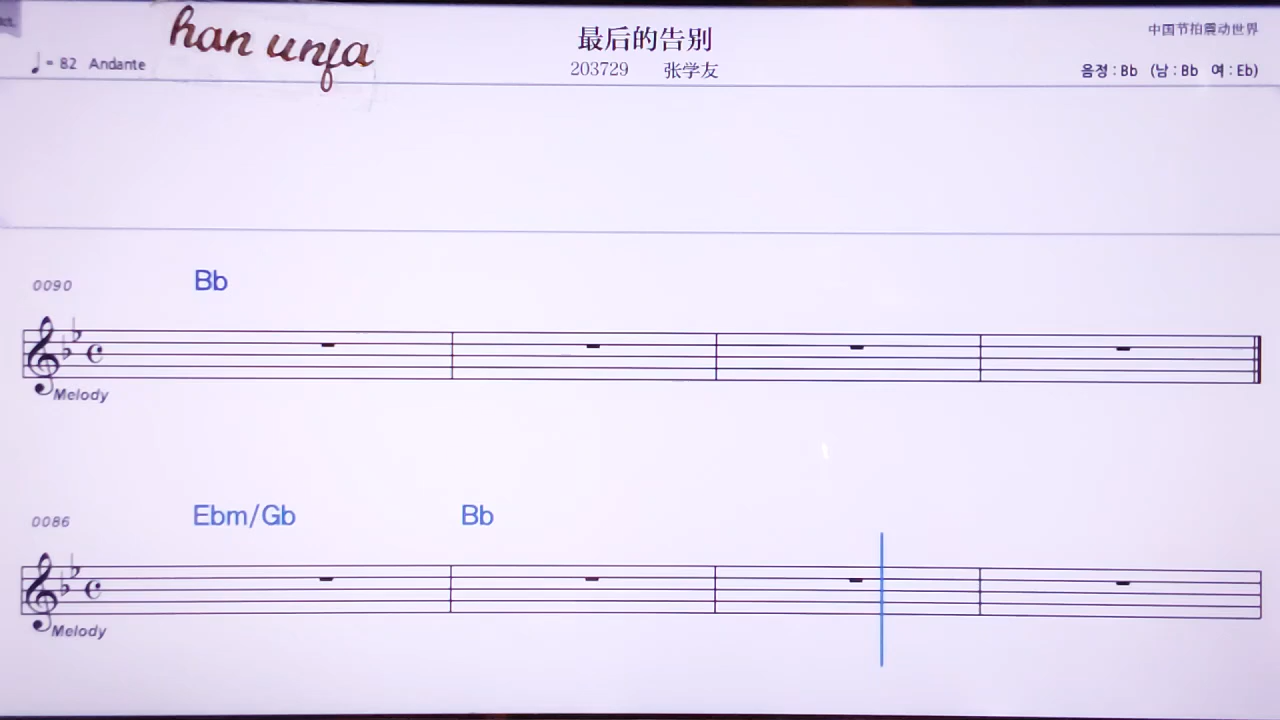 han unfa
最后的告别
中国节拍震动世界
♩= 82 Andante
203729 张学友
음정 : Bb (남 : Bb 여 : Eb)
0090 Bb
Melody
0086 Ebm/Gb Bb
Melody